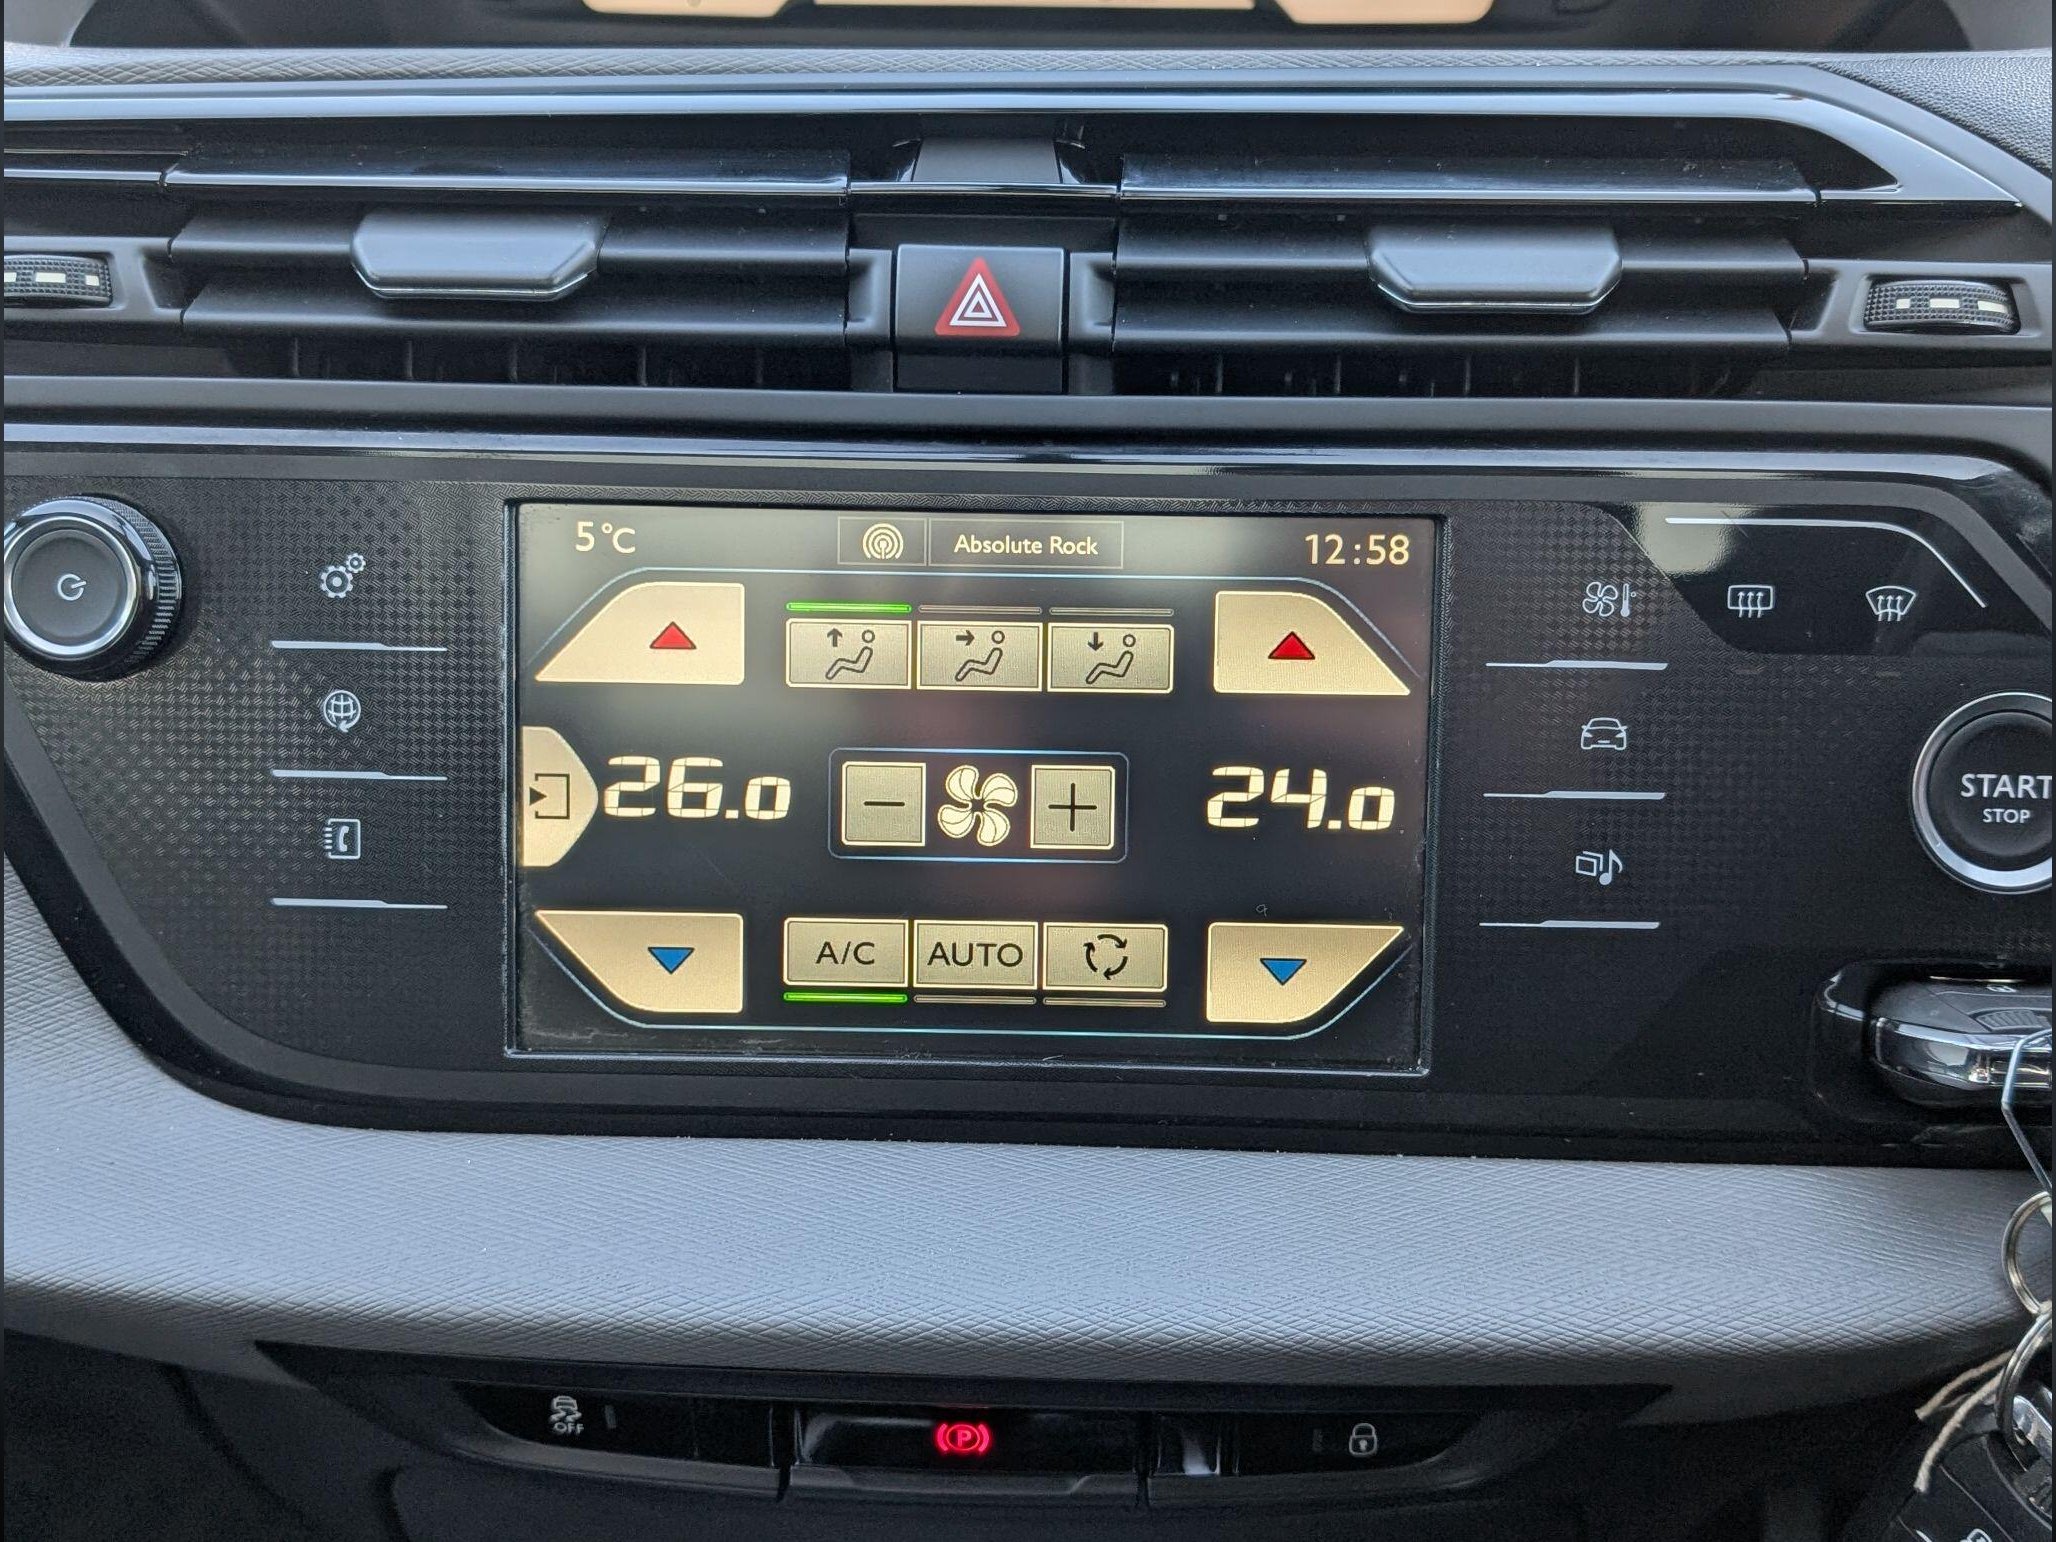 5°C
Absolute Rock
12:58
26.0
24.0
START
STOP
A/C
AUTO
OFF
P